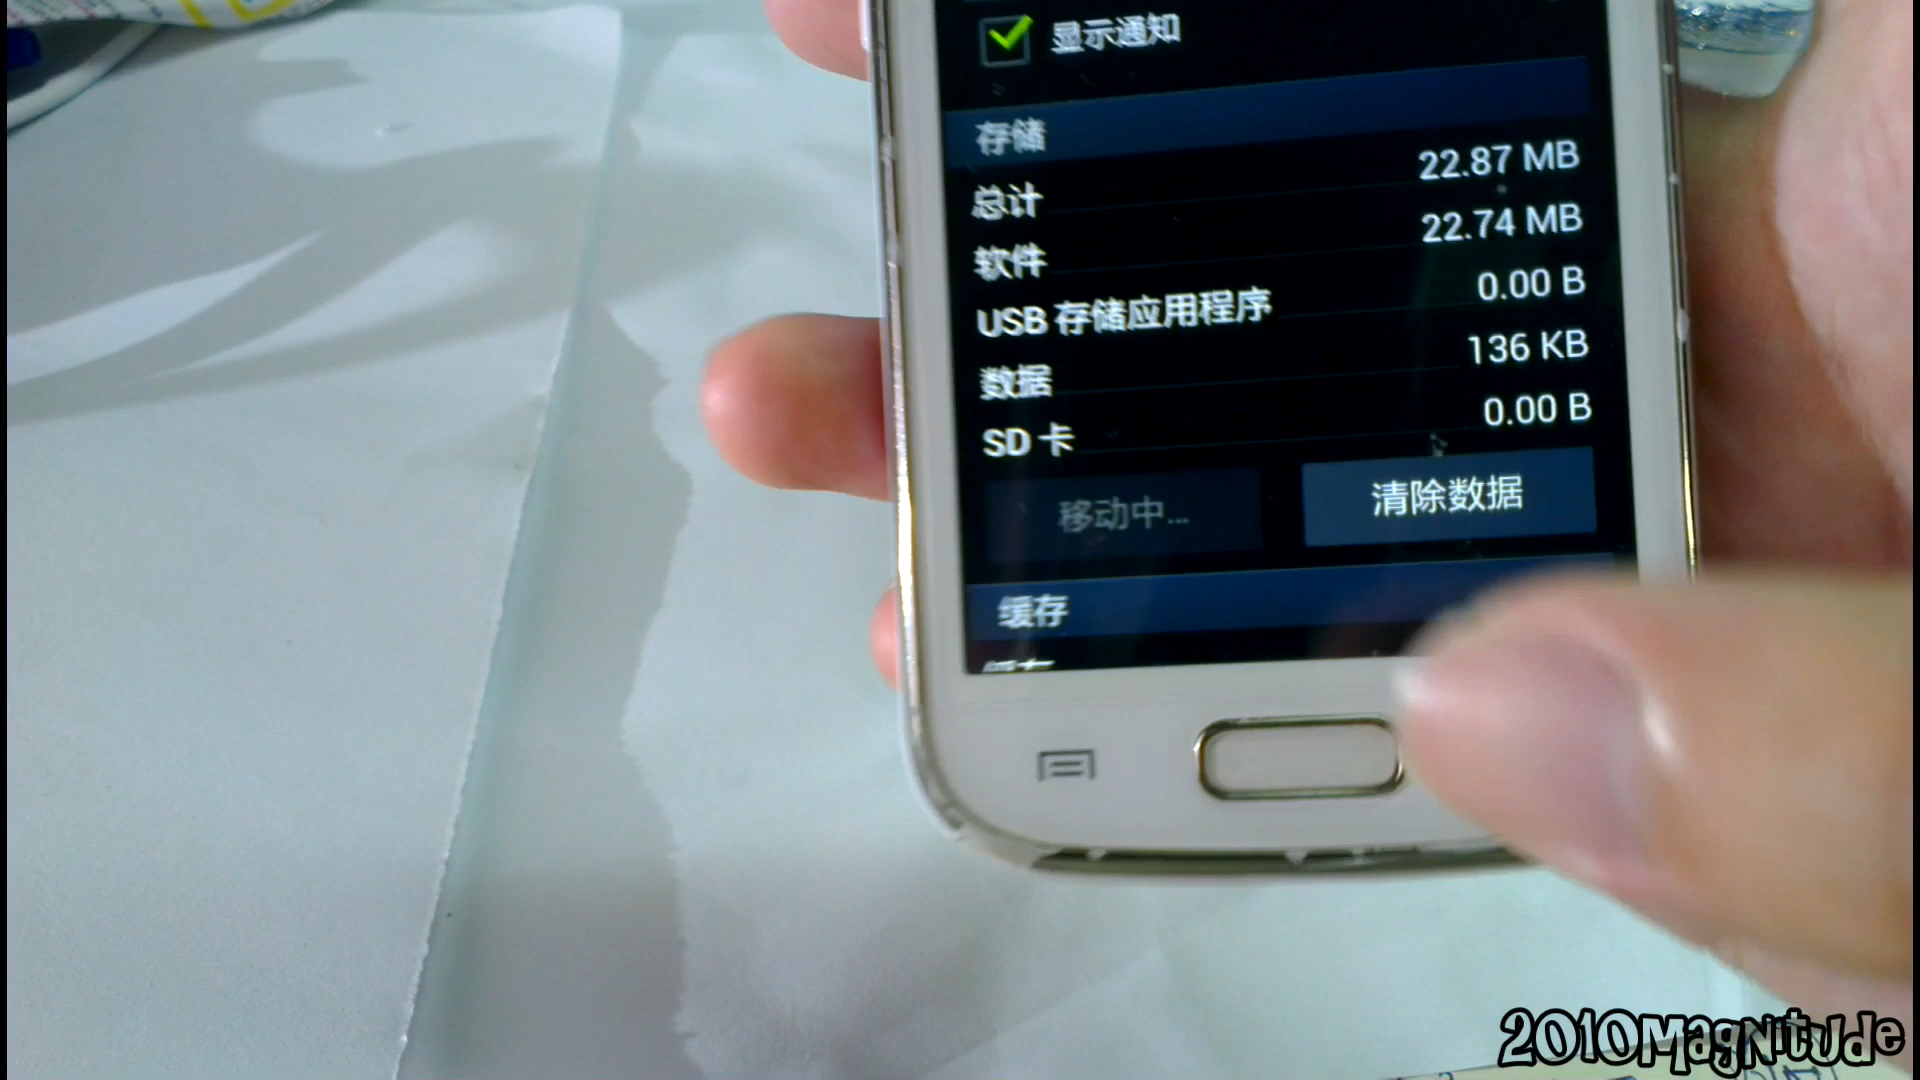 显示通知
存储
总计 22.87 MB
软件 22.74 MB
USB 存储应用程序 0.00 B
数据 136 KB
SD 卡 0.00 B
移动中...
清除数据
缓存
2010MagNitUde